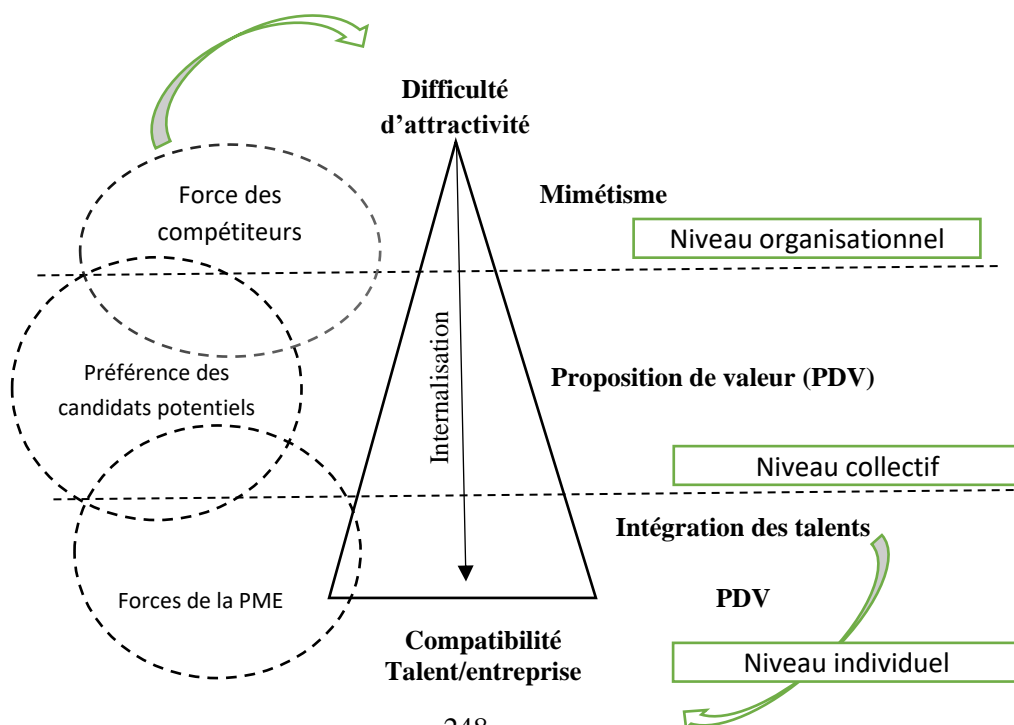 Difficulté
d’attractivité
Force des
compétiteurs
Mimétisme
Niveau organisationnel
Internalisation
Préférence des
candidats potentiels
Proposition de valeur (PDV)
Niveau collectif
Intégration des talents
Forces de la PME
PDV
Compatibilité
Talent/entreprise
Niveau individuel
248